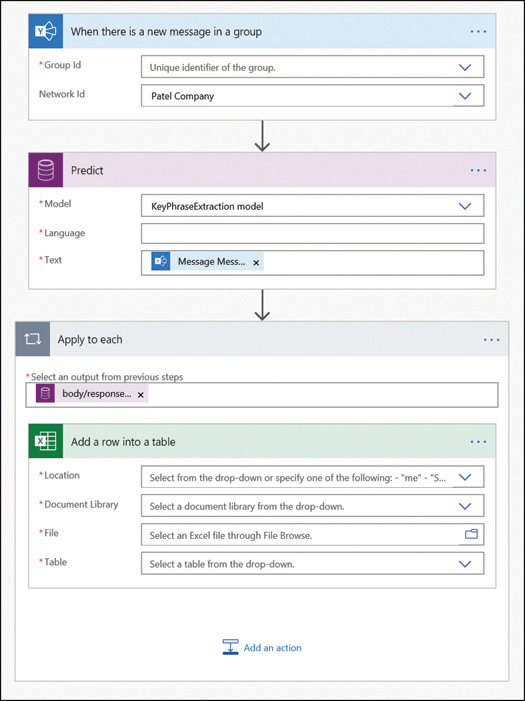 When there is a new message in a group
* Group Id Unique identifier of the group.
Network Id Patel Company
Predict
* Model KeyPhraseExtraction model
* Language
* Text Message Mess... x
Apply to each
* Select an output from previous steps
body/response... x
Add a row into a table
* Location Select from the drop-down or specify one of the following: - "me" - "S...
* Document Library Select a document library from the drop-down.
* File Select an Excel file through File Browse.
* Table Select a table from the drop-down.
Add an action